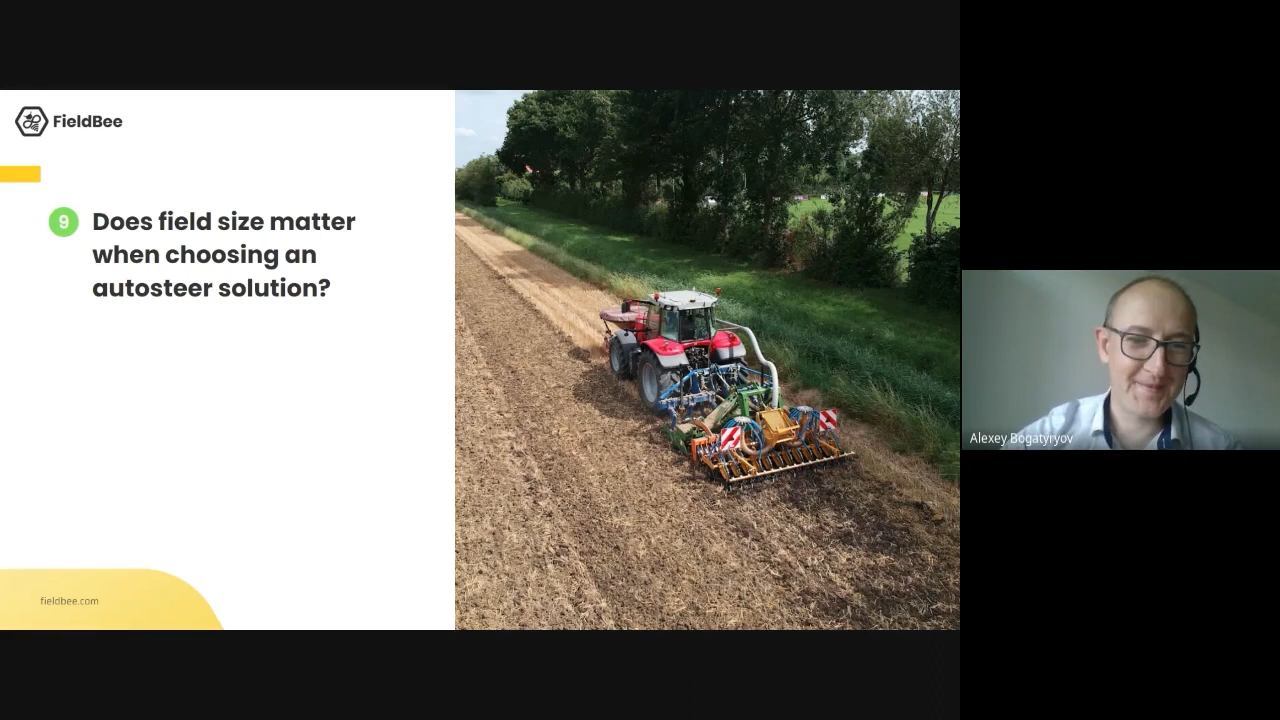 FieldBee
9 Does field size matter
when choosing an
autosteer solution?
fieldbee.com
Alexey Bogatyryov